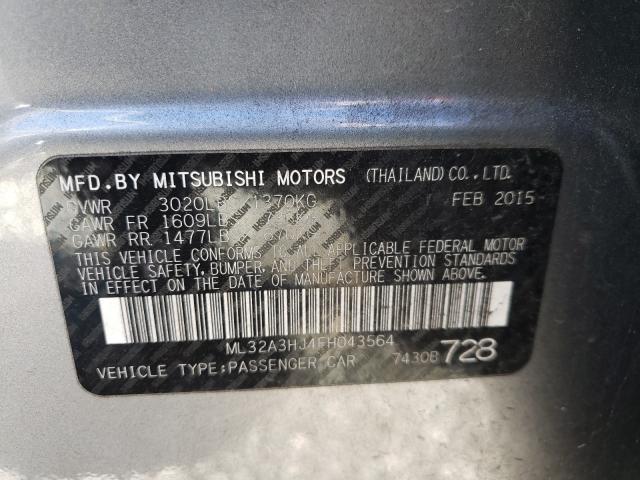 MFD.BY MITSUBISHI MOTORS (THAILAND)CO.,LTD.
GVWR 3020LB 1370KG FEB 2015
GAWR FR 1609LB
GAWR RR 1477LB
THIS VEHICLE CONFORMS TO ALL APPLICABLE FEDERAL MOTOR
VEHICLE SAFETY, BUMPER, AND THEFT PREVENTION STANDARDS
IN EFFECT ON THE DATE OF MANUFACTURE SHOWN ABOVE.
ML32A3HJ4FH043564
VEHICLE TYPE:PASSENGER CAR 7430B 728